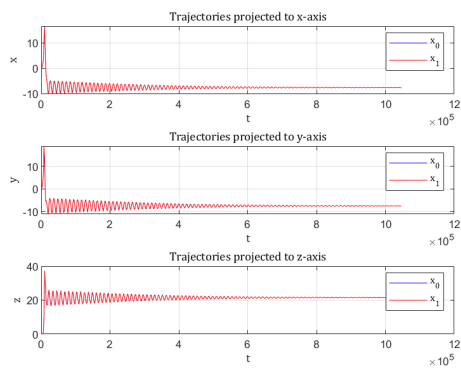 Trajectories projected to x-axis
x
10
0
-10
x0
x1
0 2 4 6 8 10 12
t
×10^5
Trajectories projected to y-axis
y
10
0
-10
x0
x1
0 2 4 6 8 10 12
t
×10^5
Trajectories projected to z-axis
z
40
20
0
x0
x1
0 2 4 6 8 10 12
t
×10^5